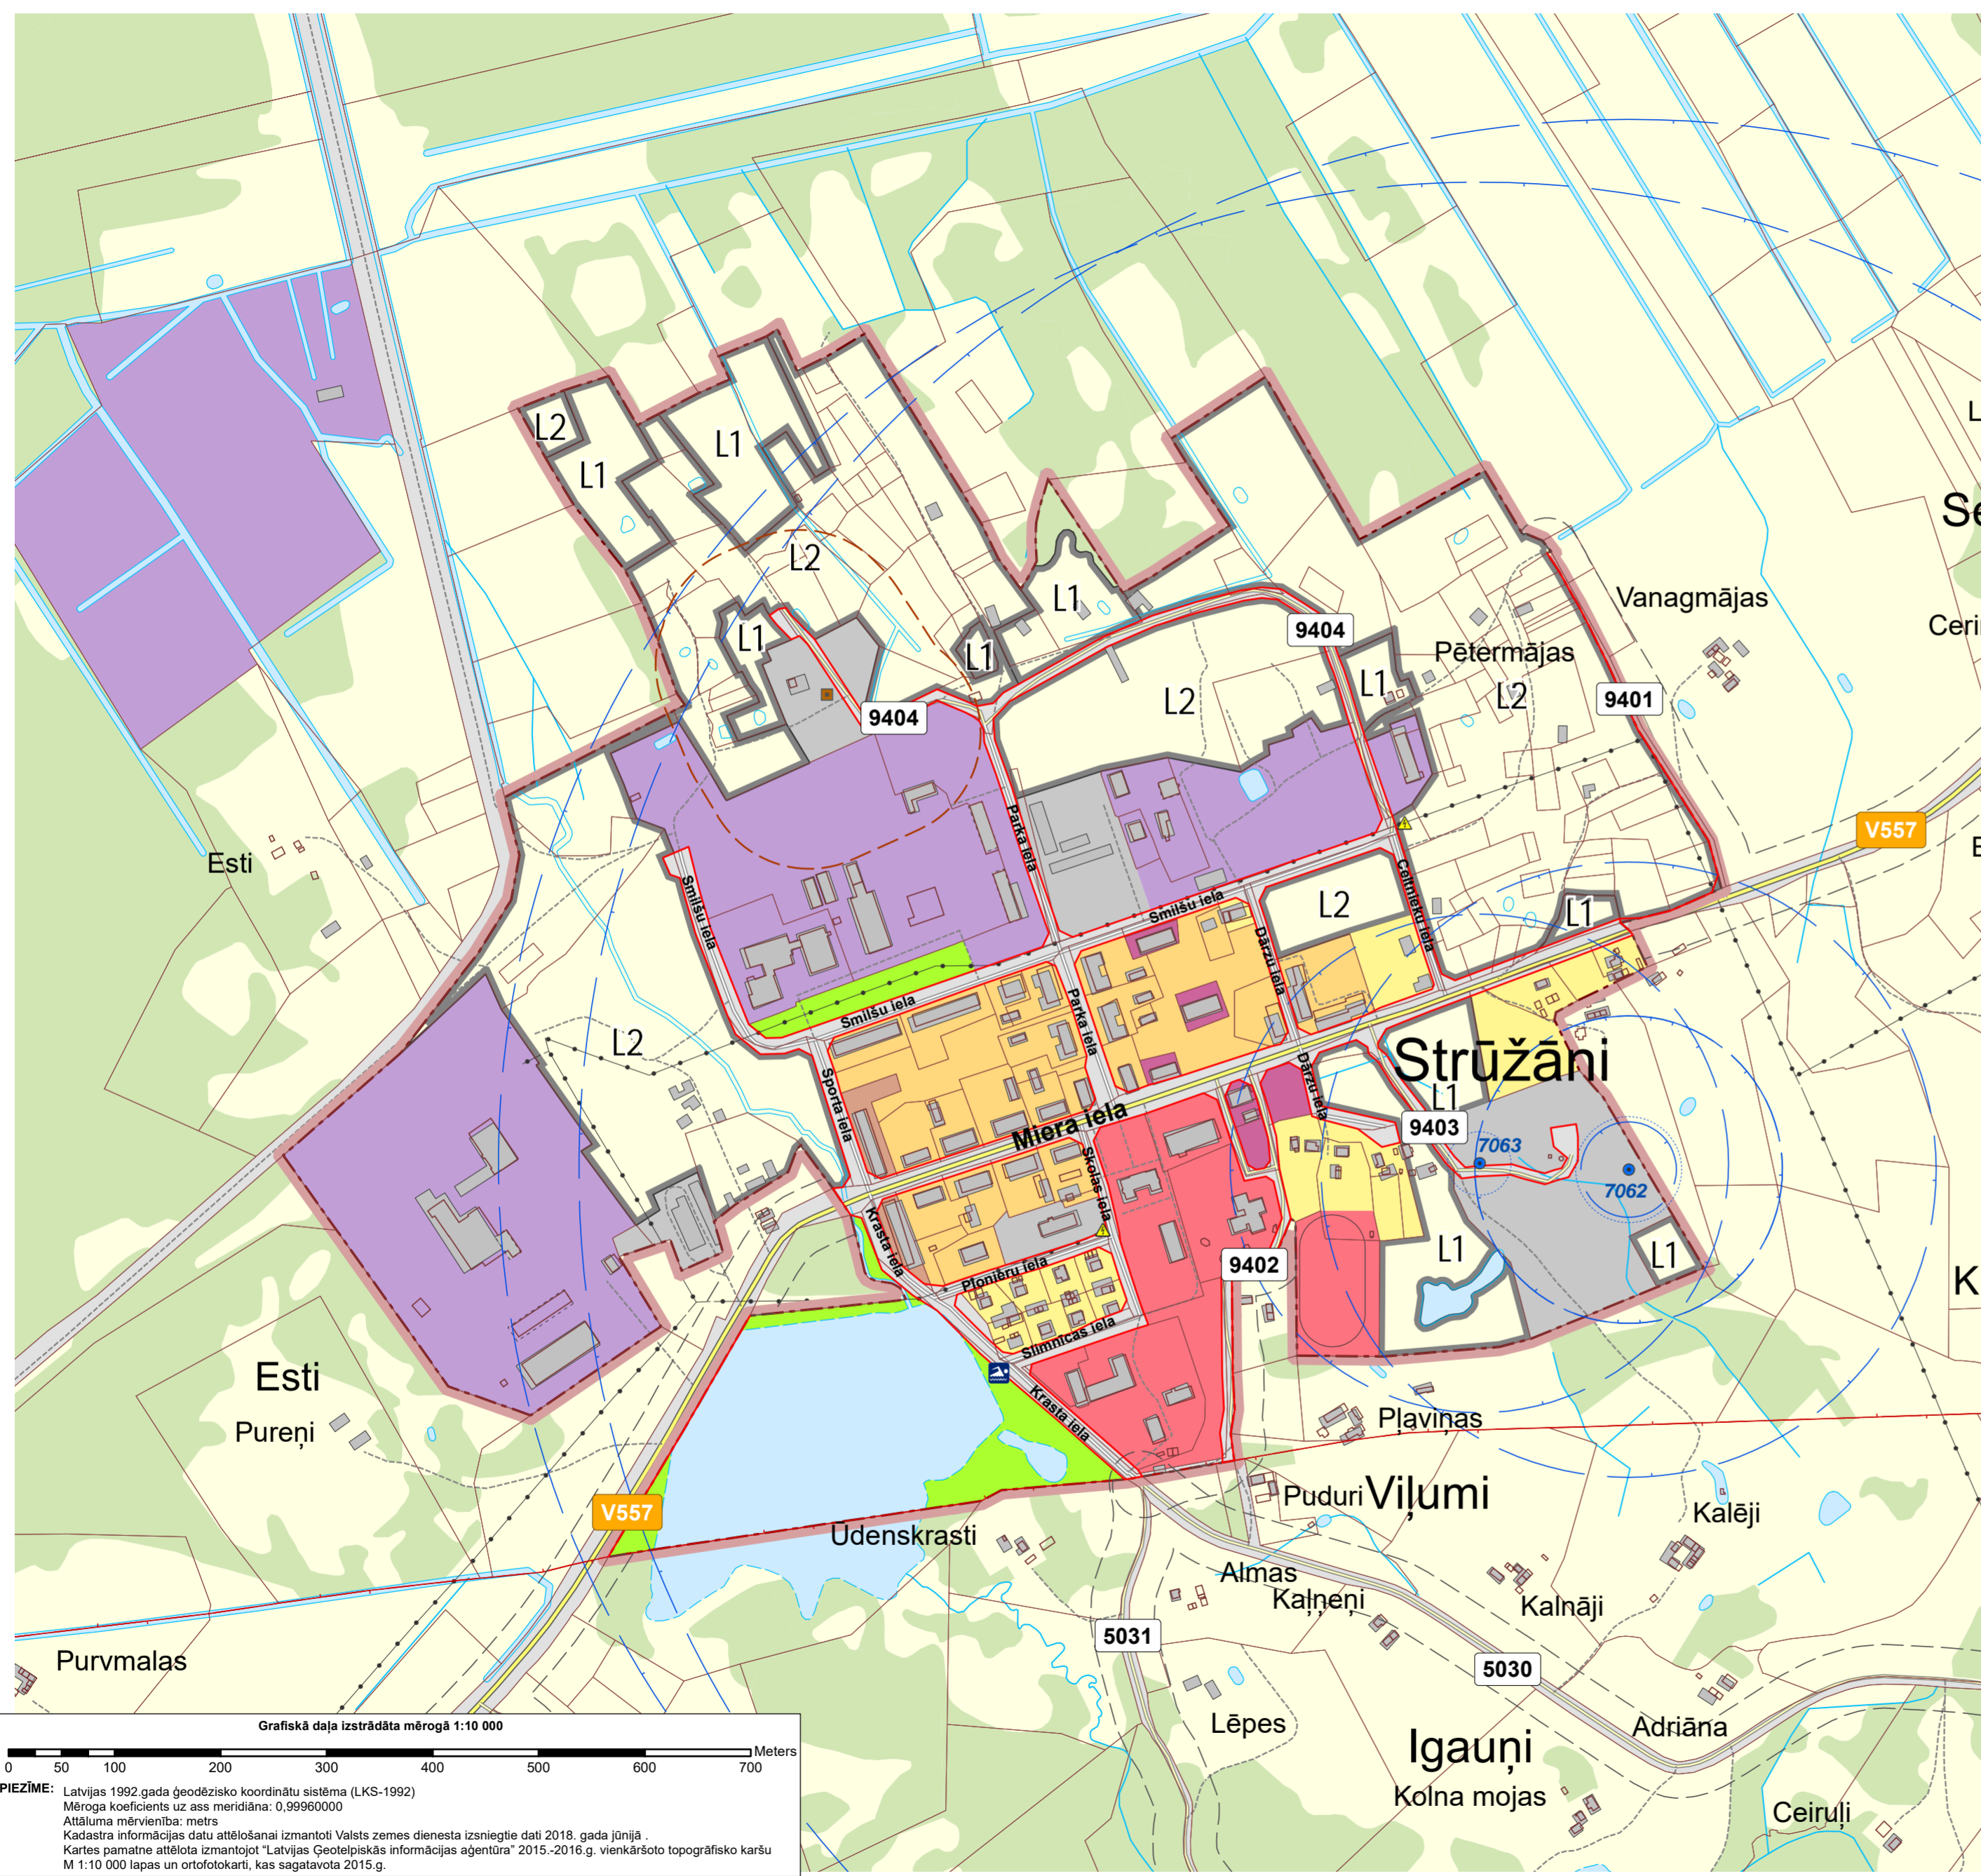 L
L2
L1
L1
Se
L2
Vanagmājas
L1
L1
9404
Ceri
L1
Pētermājas
L1
L2
L2
9401
9404
Parka iela
V557
Esti
Smilšu iela
Celtnieku iela
E
Smilšu iela
L2
L1
Dārzu iela
Smilšu iela
Parka iela
L2
Strūžāni
Sporta iela
Dārzu iela
L1
Miera iela
9403
7063
Skolas iela
7062
Krasta iela
L1
L1
9402
Pionieru iela
K
Slimnīcas iela
Esti
Krasta iela
Pļaviņas
Pureņi
Puduri
Viļumi
V557
Kalēji
Ūdenskrasti
Almas
Kaļņeņi
Kalnāji
5031
Purvmalas
5030
Lēpes
Adriāna
Igauņi
Kolna mojas
Ceiruļi
Grafiskā daļa izstrādāta mērogā 1:10 000
Meters
0 50 100 200 300 400 500 600 700
PIEZĪME: Latvijas 1992.gada ģeodēzisko koordinātu sistēma (LKS-1992)
Mēroga koeficients uz ass meridiāna: 0,99960000
Attāluma mērvienība: metrs
Kadastra informācijas datu attēlošanai izmantoti Valsts zemes dienesta izsniegtie dati 2018. gada jūnijā .
Kartes pamatne attēlota izmantojot “Latvijas Ģeotelpiskās informācijas aģentūra” 2015.-2016.g. vienkāršoto topogrāfisko karšu
M 1:10 000 lapas un ortofotokarti, kas sagatavota 2015.g.